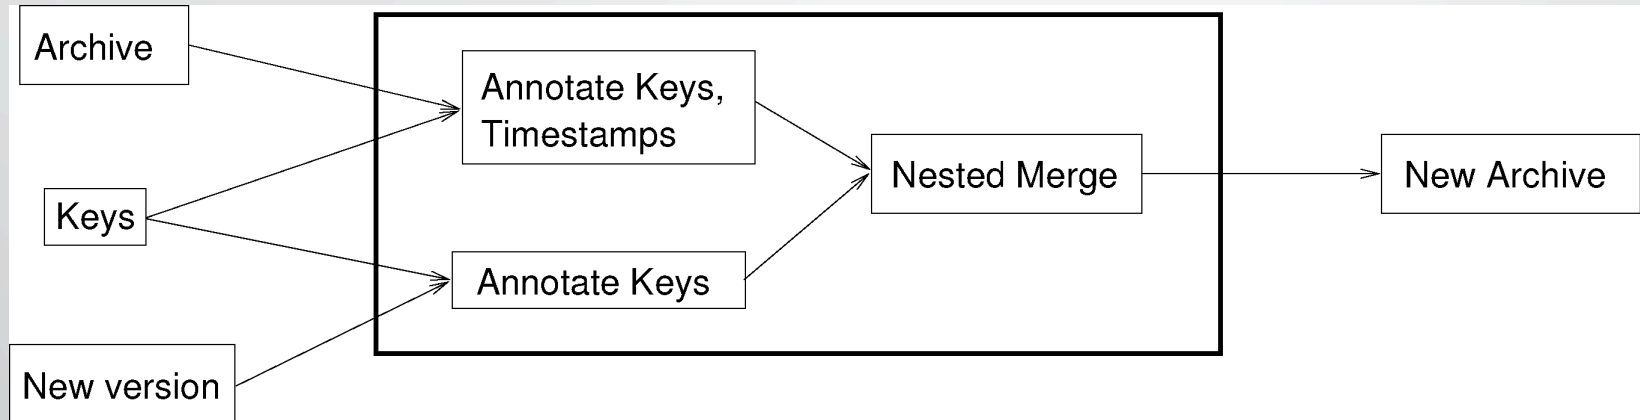 Archive
Annotate Keys,
Timestamps
Nested Merge
New Archive
Keys
Annotate Keys
New version